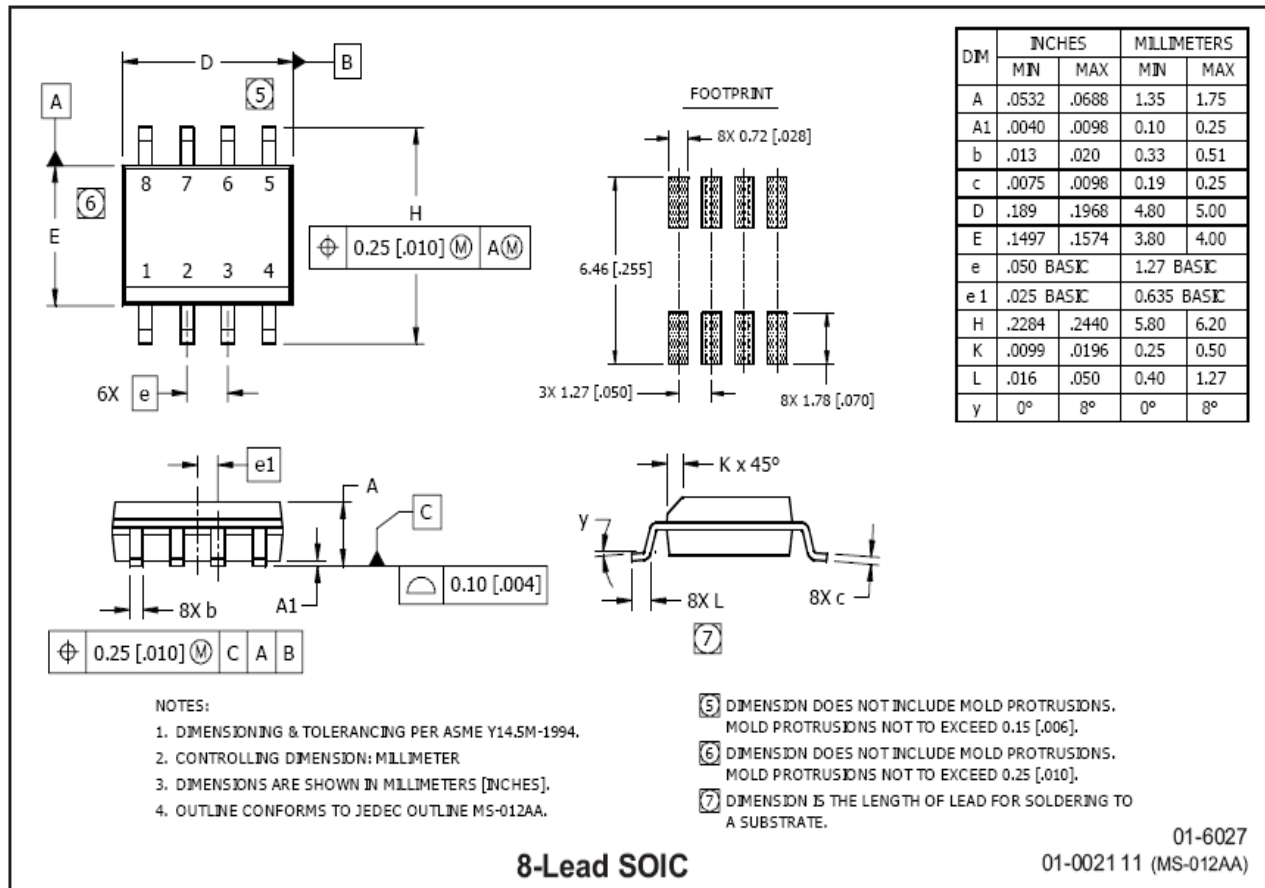 D
B
5
A
8 7 6 5
6
E
H
⌖ 0.25 [.010] Ⓜ AⓂ
1 2 3 4
6X e
FOOTPRINT
8X 0.72 [.028]
6.46 [.255]
3X 1.27 [.050]
8X 1.78 [.070]
DIM INCHES MILLIMETERS
MIN MAX MIN MAX
A .0532 .0688 1.35 1.75
A1 .0040 .0098 0.10 0.25
b .013 .020 0.33 0.51
c .0075 .0098 0.19 0.25
D .189 .1968 4.80 5.00
E .1497 .1574 3.80 4.00
e .050 BASIC 1.27 BASIC
e 1 .025 BASIC 0.635 BASIC
H .2284 .2440 5.80 6.20
K .0099 .0196 0.25 0.50
L .016 .050 0.40 1.27
y 0° 8° 0° 8°
e1
A
C
0.10 [.004]
8X b
A1
⌖ 0.25 [.010] Ⓜ C A B
K x 45°
y
8X L
8X c
7
NOTES:
1. DIMENSIONING & TOLERANCING PER ASME Y14.5M-1994.
2. CONTROLLING DIMENSION: MILLIMETER
3. DIMENSIONS ARE SHOWN IN MILLIMETERS [INCHES].
4. OUTLINE CONFORMS TO JEDEC OUTLINE MS-012AA.
5 DIMENSION DOES NOT INCLUDE MOLD PROTRUSIONS.
MOLD PROTRUSIONS NOT TO EXCEED 0.15 [.006].
6 DIMENSION DOES NOT INCLUDE MOLD PROTRUSIONS.
MOLD PROTRUSIONS NOT TO EXCEED 0.25 [.010].
7 DIMENSION IS THE LENGTH OF LEAD FOR SOLDERING TO
A SUBSTRATE.
8-Lead SOIC
01-6027
01-0021 11 (MS-012AA)